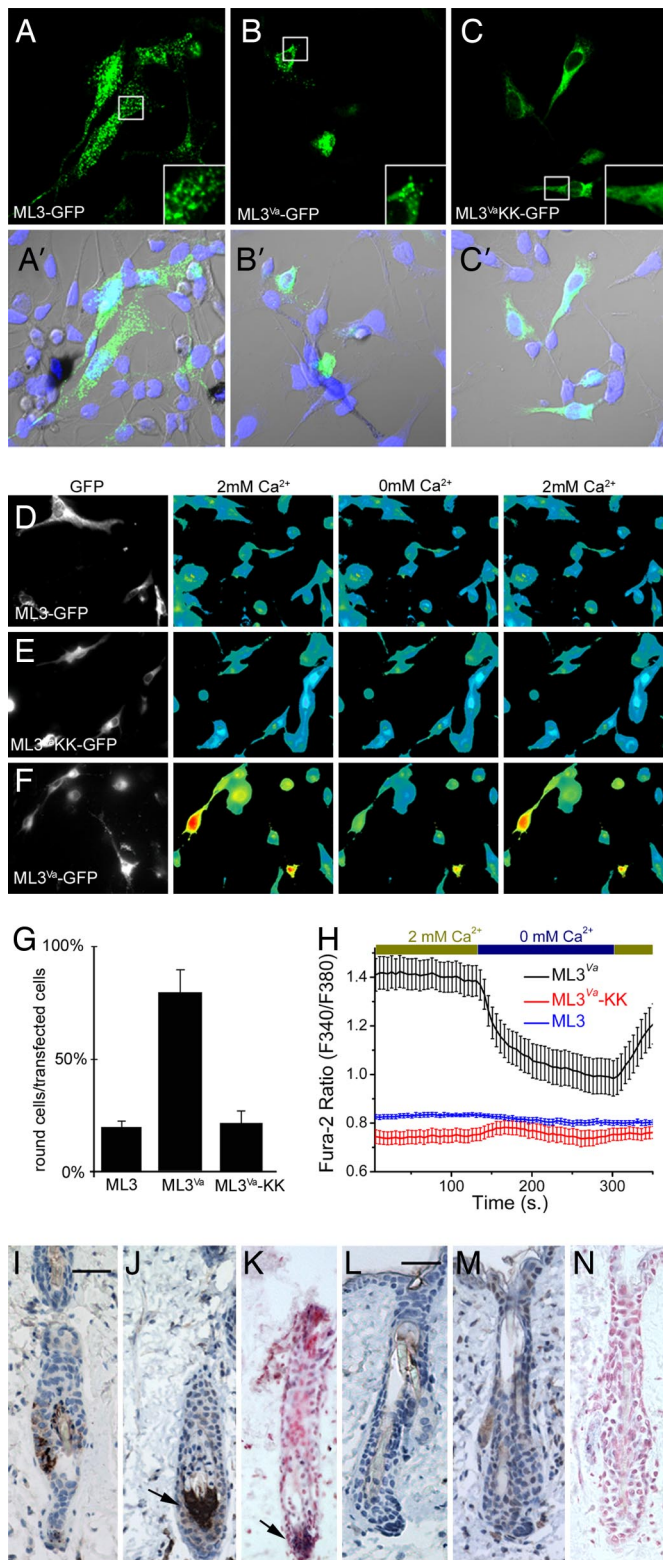 A B C
ML3-GFP ML3ⱽᵃ-GFP ML3ⱽᵃKK-GFP
A′ B′ C′
GFP 2mM Ca²⁺ 0mM Ca²⁺ 2mM Ca²⁺
D
ML3-GFP
E
ML3ⱽᵃKK-GFP
F
ML3ⱽᵃ-GFP
G
100%
50%
0%
round cells/transfected cells
ML3 ML3ⱽᵃ ML3ⱽᵃ-KK
H
2 mM Ca²⁺ 0 mM Ca²⁺
ML3ⱽᵃ
ML3ⱽᵃ-KK
ML3
1.4
1.2
1.0
0.8
0.6
Fura-2 Ratio (F340/F380)
100 200 300
Time (s.)
I J K L M N